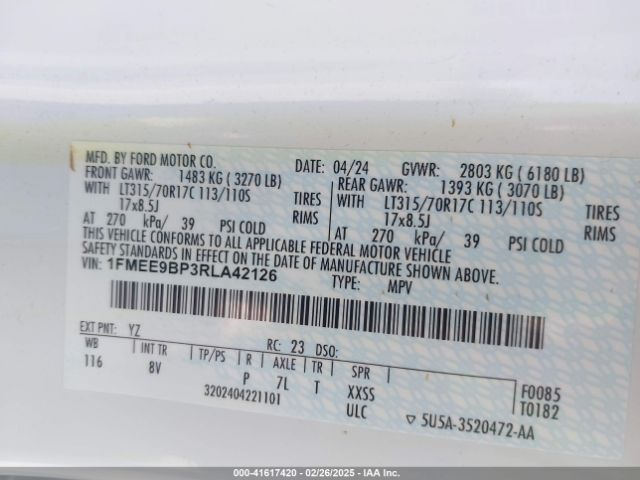 MFD. BY FORD MOTOR CO.
DATE: 04/24 GVWR: 2803 KG ( 6180 LB)
FRONT GAWR: 1483 KG ( 3270 LB)
WITH LT315/70R17C 113/110S TIRES
17x8.5J RIMS
AT 270 kPa/ 39 PSI COLD
REAR GAWR: 1393 KG ( 3070 LB)
WITH LT315/70R17C 113/110S TIRES
17x8.5J RIMS
AT 270 kPa/ 39 PSI COLD
THIS VEHICLE CONFORMS TO ALL APPLICABLE FEDERAL MOTOR VEHICLE
SAFETY STANDARDS IN EFFECT ON THE DATE OF MANUFACTURE SHOWN ABOVE.
VIN: 1FMEE9BP3RLA42126
TYPE: MPV
EXT PNT: YZ RC: 23 DSO:
WB INT TR TP/PS R AXLE TR SPR
116 8V P 7L T XXSS
ULC
F0085
T0182
3202404221101
5U5A-3520472-AA
000-41617420 - 02/26/2025 - IAA Inc.